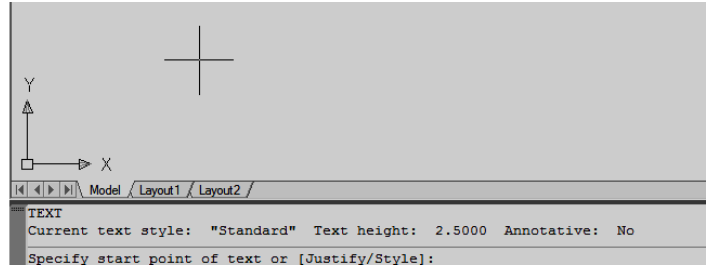 Y
X
Model Layout1 Layout2
TEXT
Current text style: "Standard" Text height: 2.5000 Annotative: No
Specify start point of text or [Justify/Style]: